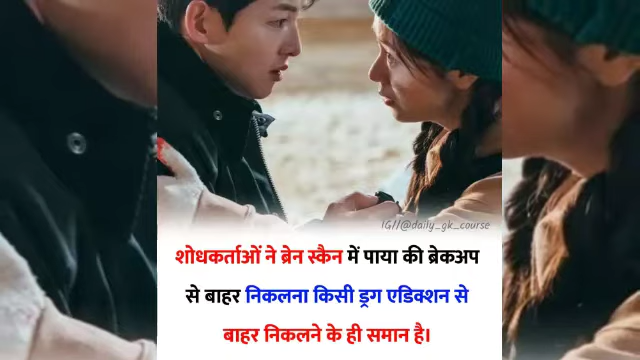 IG//@daily_gk_course
शोधकर्ताओं ने ब्रेन स्कैन में पाया की ब्रेकअप
से बाहर निकलना किसी ड्रग एडिक्शन से
बाहर निकलने के ही समान है।